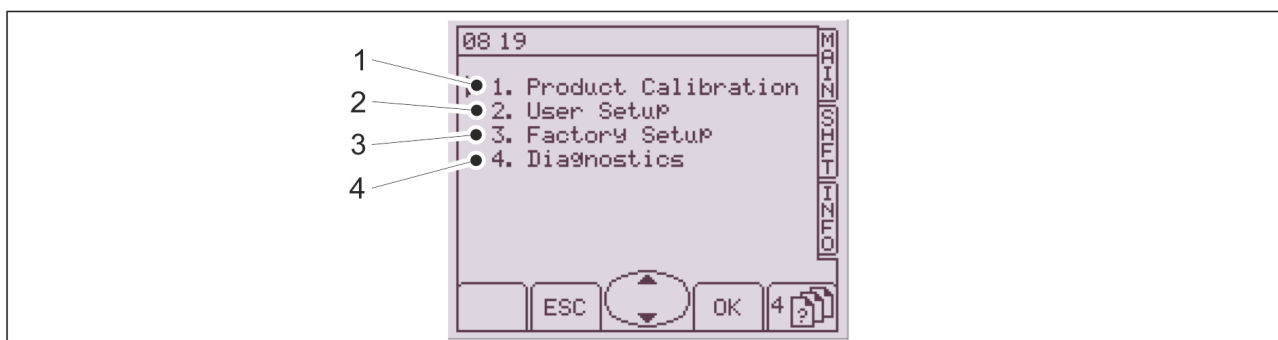 08 19
1
2
3
4
1. Product Calibration
2. User Setup
3. Factory Setup
4. Diagnostics
MAIN
SHFT
INFO
ESC
OK
4
?